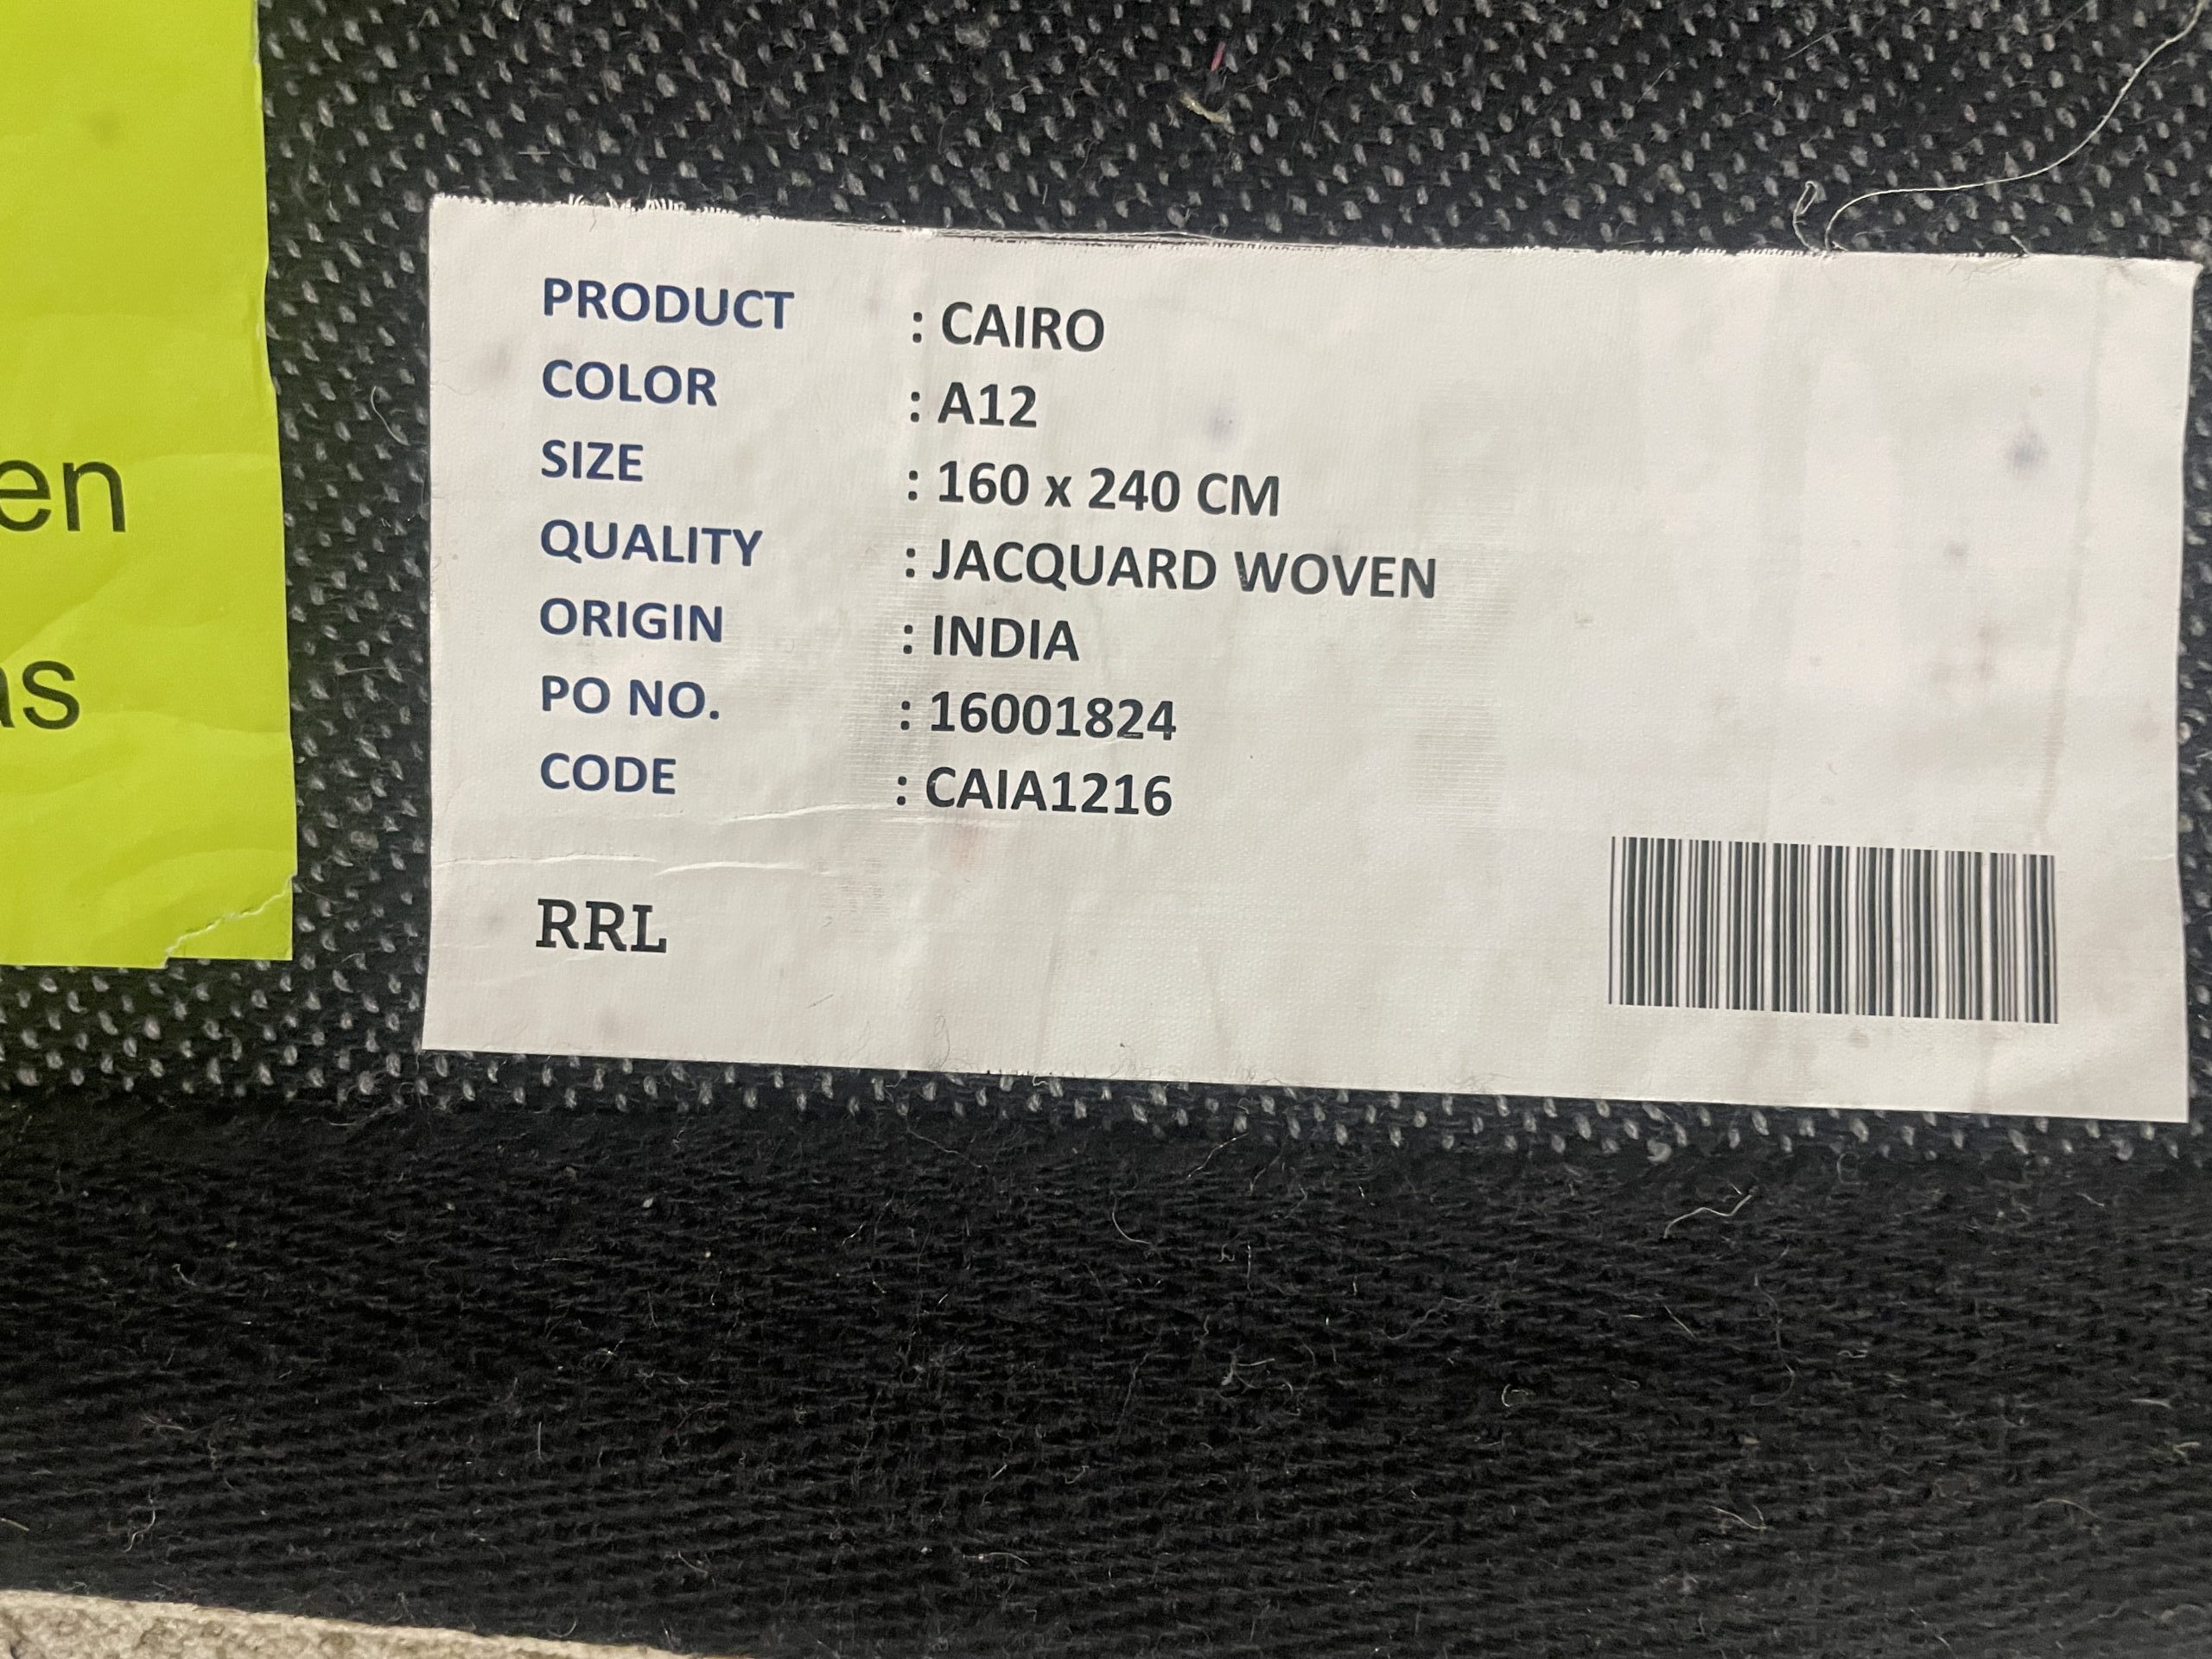 PRODUCT : CAIRO
COLOR : A12
SIZE : 160 x 240 CM
QUALITY : JACQUARD WOVEN
ORIGIN : INDIA
PO NO. : 16001824
CODE : CAIA1216
RRL